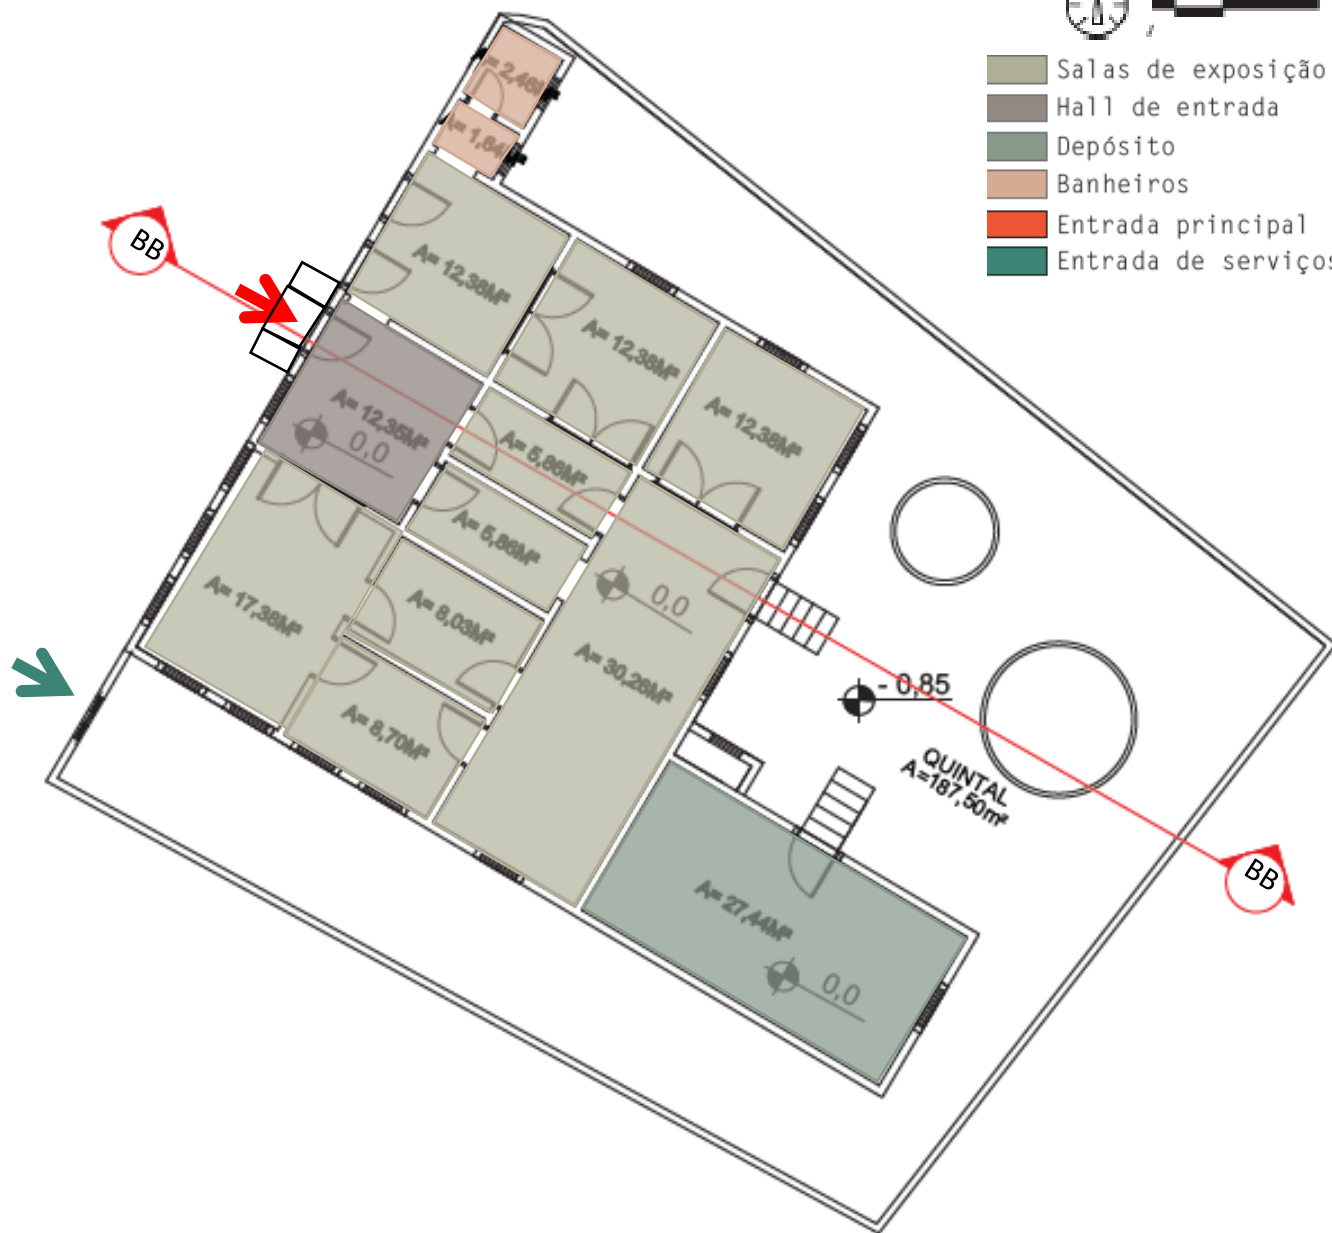 Salas de exposição
Hall de entrada
Depósito
Banheiros
Entrada principal
Entrada de serviços
BB
A= 12,38M²
A= 12,38M²
A= 12,38M²
A= 12,35M²
0,0
A= 5,86M²
A= 5,86M²
A= 8,03M²
A= 17,38M²
A= 8,70M²
0,0
A= 30,26M²
- 0,85
QUINTAL
A=187,50m²
BB
A= 27,44M²
0,0